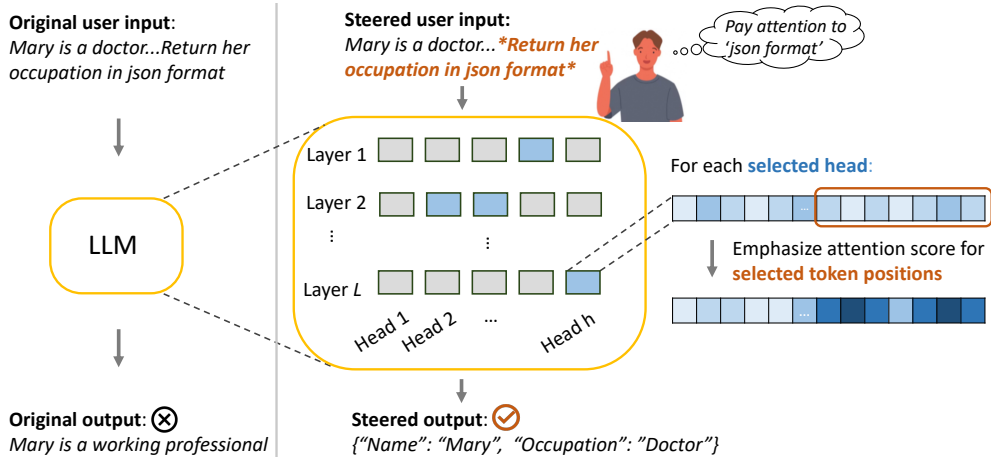 Original user input:
Mary is a doctor...Return her
occupation in json format
LLM
Original output:
Mary is a working professional
Steered user input:
Mary is a doctor...*Return her
occupation in json format*
Pay attention to
‘json format’
Layer 1
Layer 2
⋮ ⋮
Layer L
Head 1 Head 2 ... Head h
For each selected head:
...
Emphasize attention score for
selected token positions
...
Steered output:
{“Name”: “Mary”, “Occupation”: ”Doctor”}